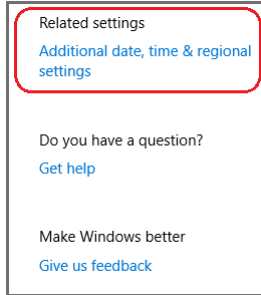 Related settings
Additional date, time & regional
settings
Do you have a question?
Get help
Make Windows better
Give us feedback